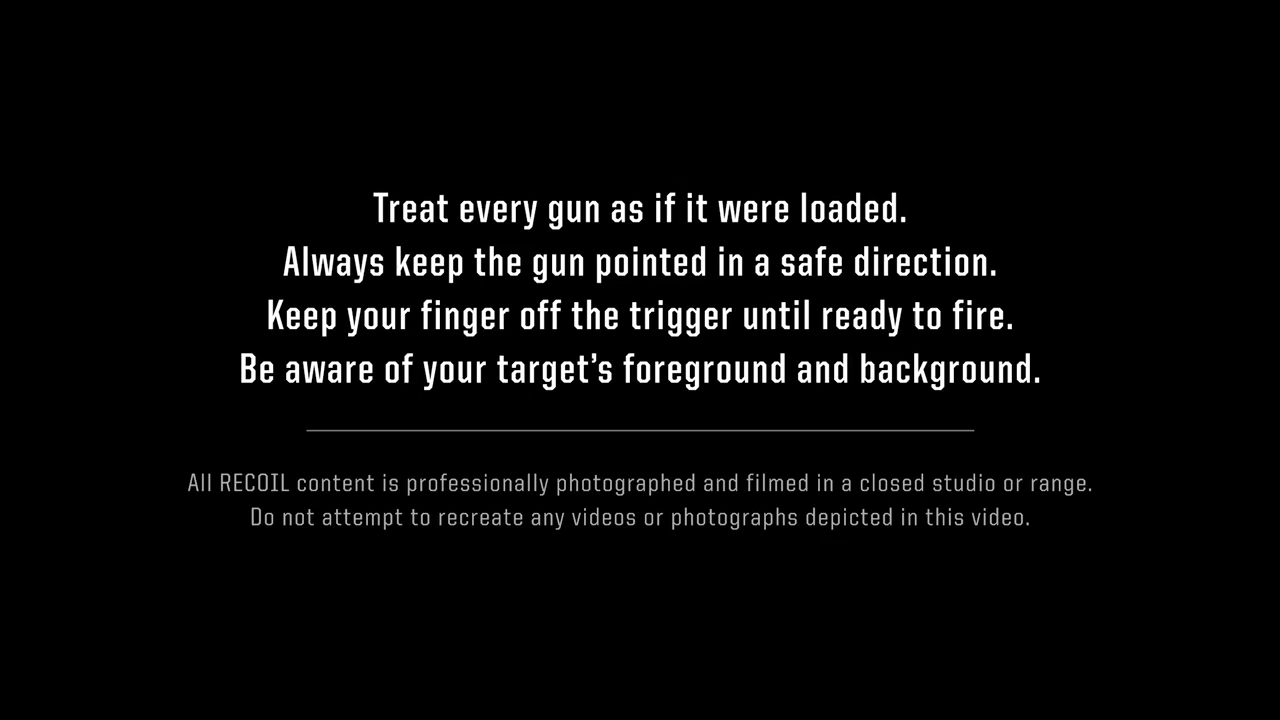 Treat every gun as if it were loaded.
Always keep the gun pointed in a safe direction.
Keep your finger off the trigger until ready to fire.
Be aware of your target’s foreground and background.
All RECOIL content is professionally photographed and filmed in a closed studio or range.
Do not attempt to recreate any videos or photographs depicted in this video.